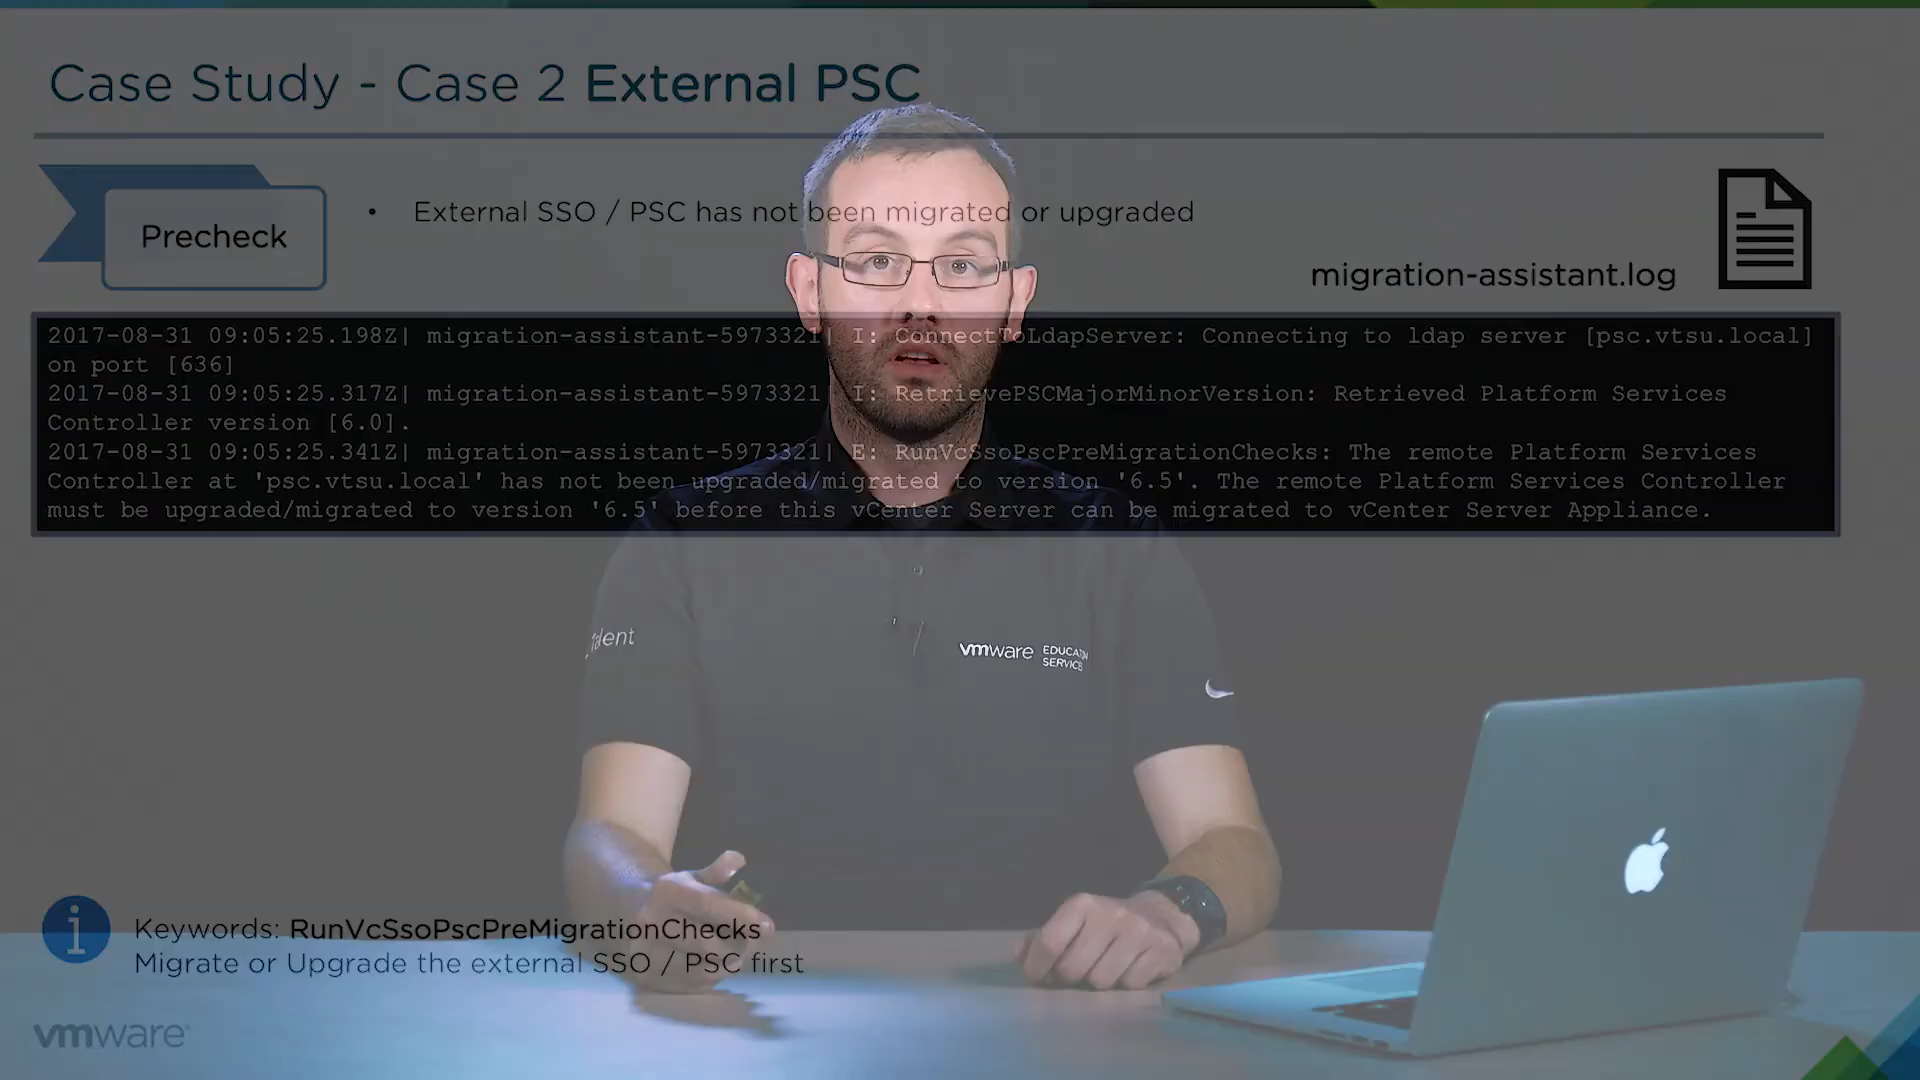 Case Study - Case 2 External PSC
Precheck
• External SSO / PSC has not been migrated or upgraded
migration-assistant.log
2017-08-31 09:05:25.198Z| migration-assistant-5973321| I: ConnectToLdapServer: Connecting to ldap server [psc.vtsu.local]
on port [636]
2017-08-31 09:05:25.317Z| migration-assistant-5973321| I: RetrievePSCMajorMinorVersion: Retrieved Platform Services
Controller version [6.0].
2017-08-31 09:05:25.341Z| migration-assistant-5973321| E: RunVcSsoPscPreMigrationChecks: The remote Platform Services
Controller at 'psc.vtsu.local' has not been upgraded/migrated to version '6.5'. The remote Platform Services Controller
must be upgraded/migrated to version '6.5' before this vCenter Server can be migrated to vCenter Server Appliance.
vmware
Keywords: RunVcSsoPscPreMigrationChecks
Migrate or Upgrade the external SSO / PSC first
vmware